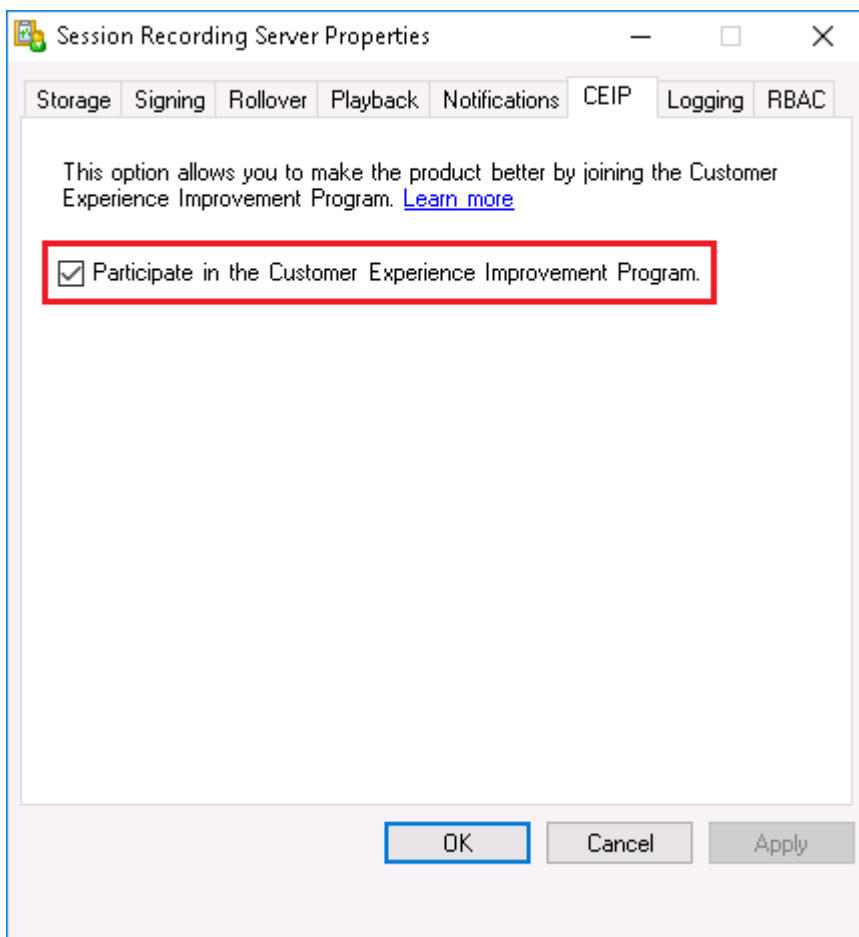 Session Recording Server Properties
Storage Signing Rollover Playback Notifications CEIP Logging RBAC
This option allows you to make the product better by joining the Customer
Experience Improvement Program. Learn more
Participate in the Customer Experience Improvement Program.
OK Cancel Apply